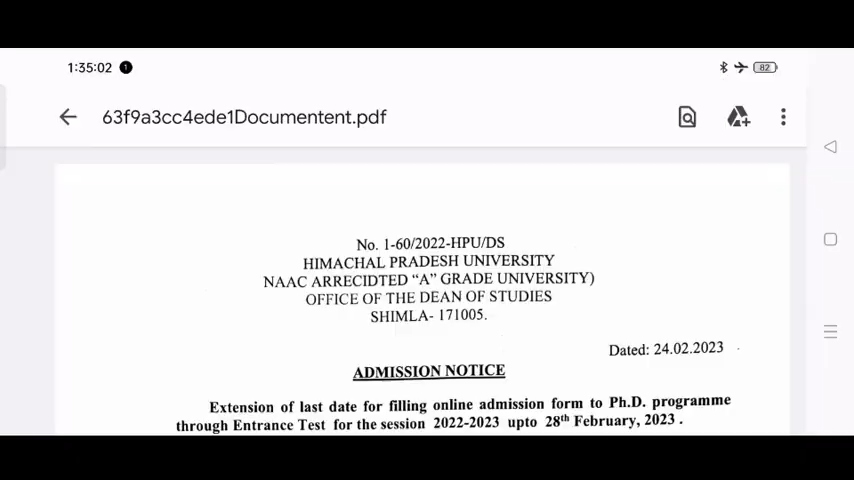 1:35:02 1 82
63f9a3cc4ede1Documentent.pdf
No. 1-60/2022-HPU/DS
HIMACHAL PRADESH UNIVERSITY
NAAC ARRECIDTED “A” GRADE UNIVERSITY)
OFFICE OF THE DEAN OF STUDIES
SHIMLA- 171005.
Dated: 24.02.2023
ADMISSION NOTICE
Extension of last date for filling online admission form to Ph.D. programme
through Entrance Test for the session 2022-2023 upto 28th February, 2023 .